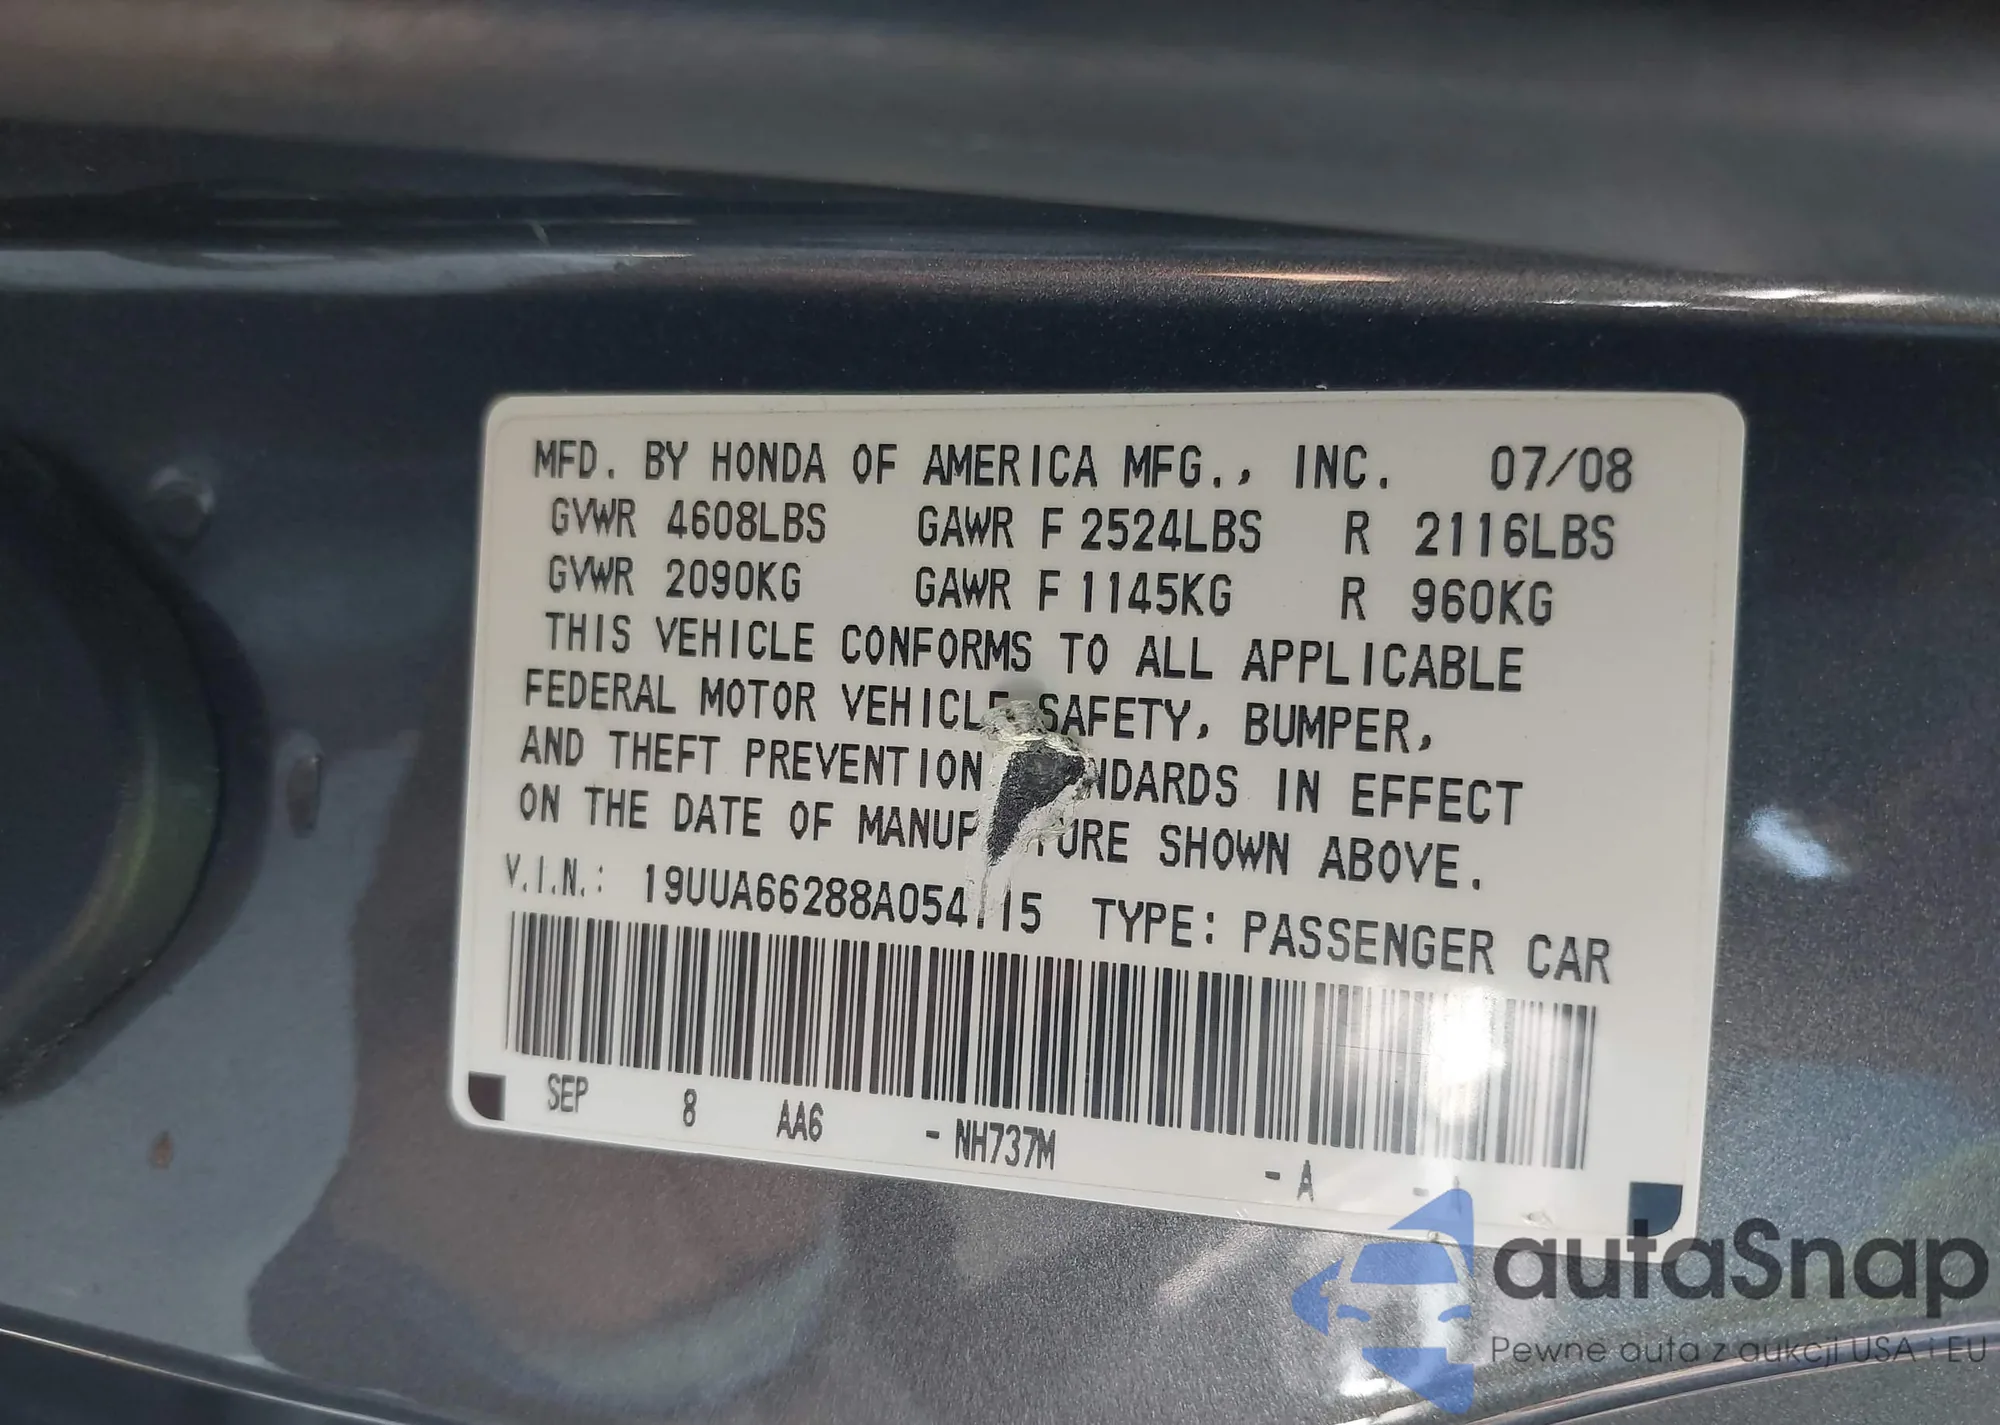 MFD. BY HONDA OF AMERICA MFG., INC. 07/08
GVWR 4608LBS GAWR F 2524LBS R 2116LBS
GVWR 2090KG GAWR F 1145KG R 960KG
THIS VEHICLE CONFORMS TO ALL APPLICABLE
FEDERAL MOTOR VEHICLE SAFETY, BUMPER,
AND THEFT PREVENTION NDARDS IN EFFECT
ON THE DATE OF MANUF TURE SHOWN ABOVE.
V.I.N.: TYPE: PASSENGER CAR
SEP 8 AA6 - NH737M - A -
autaSnap
Pewne auta z aukcji USA i EU